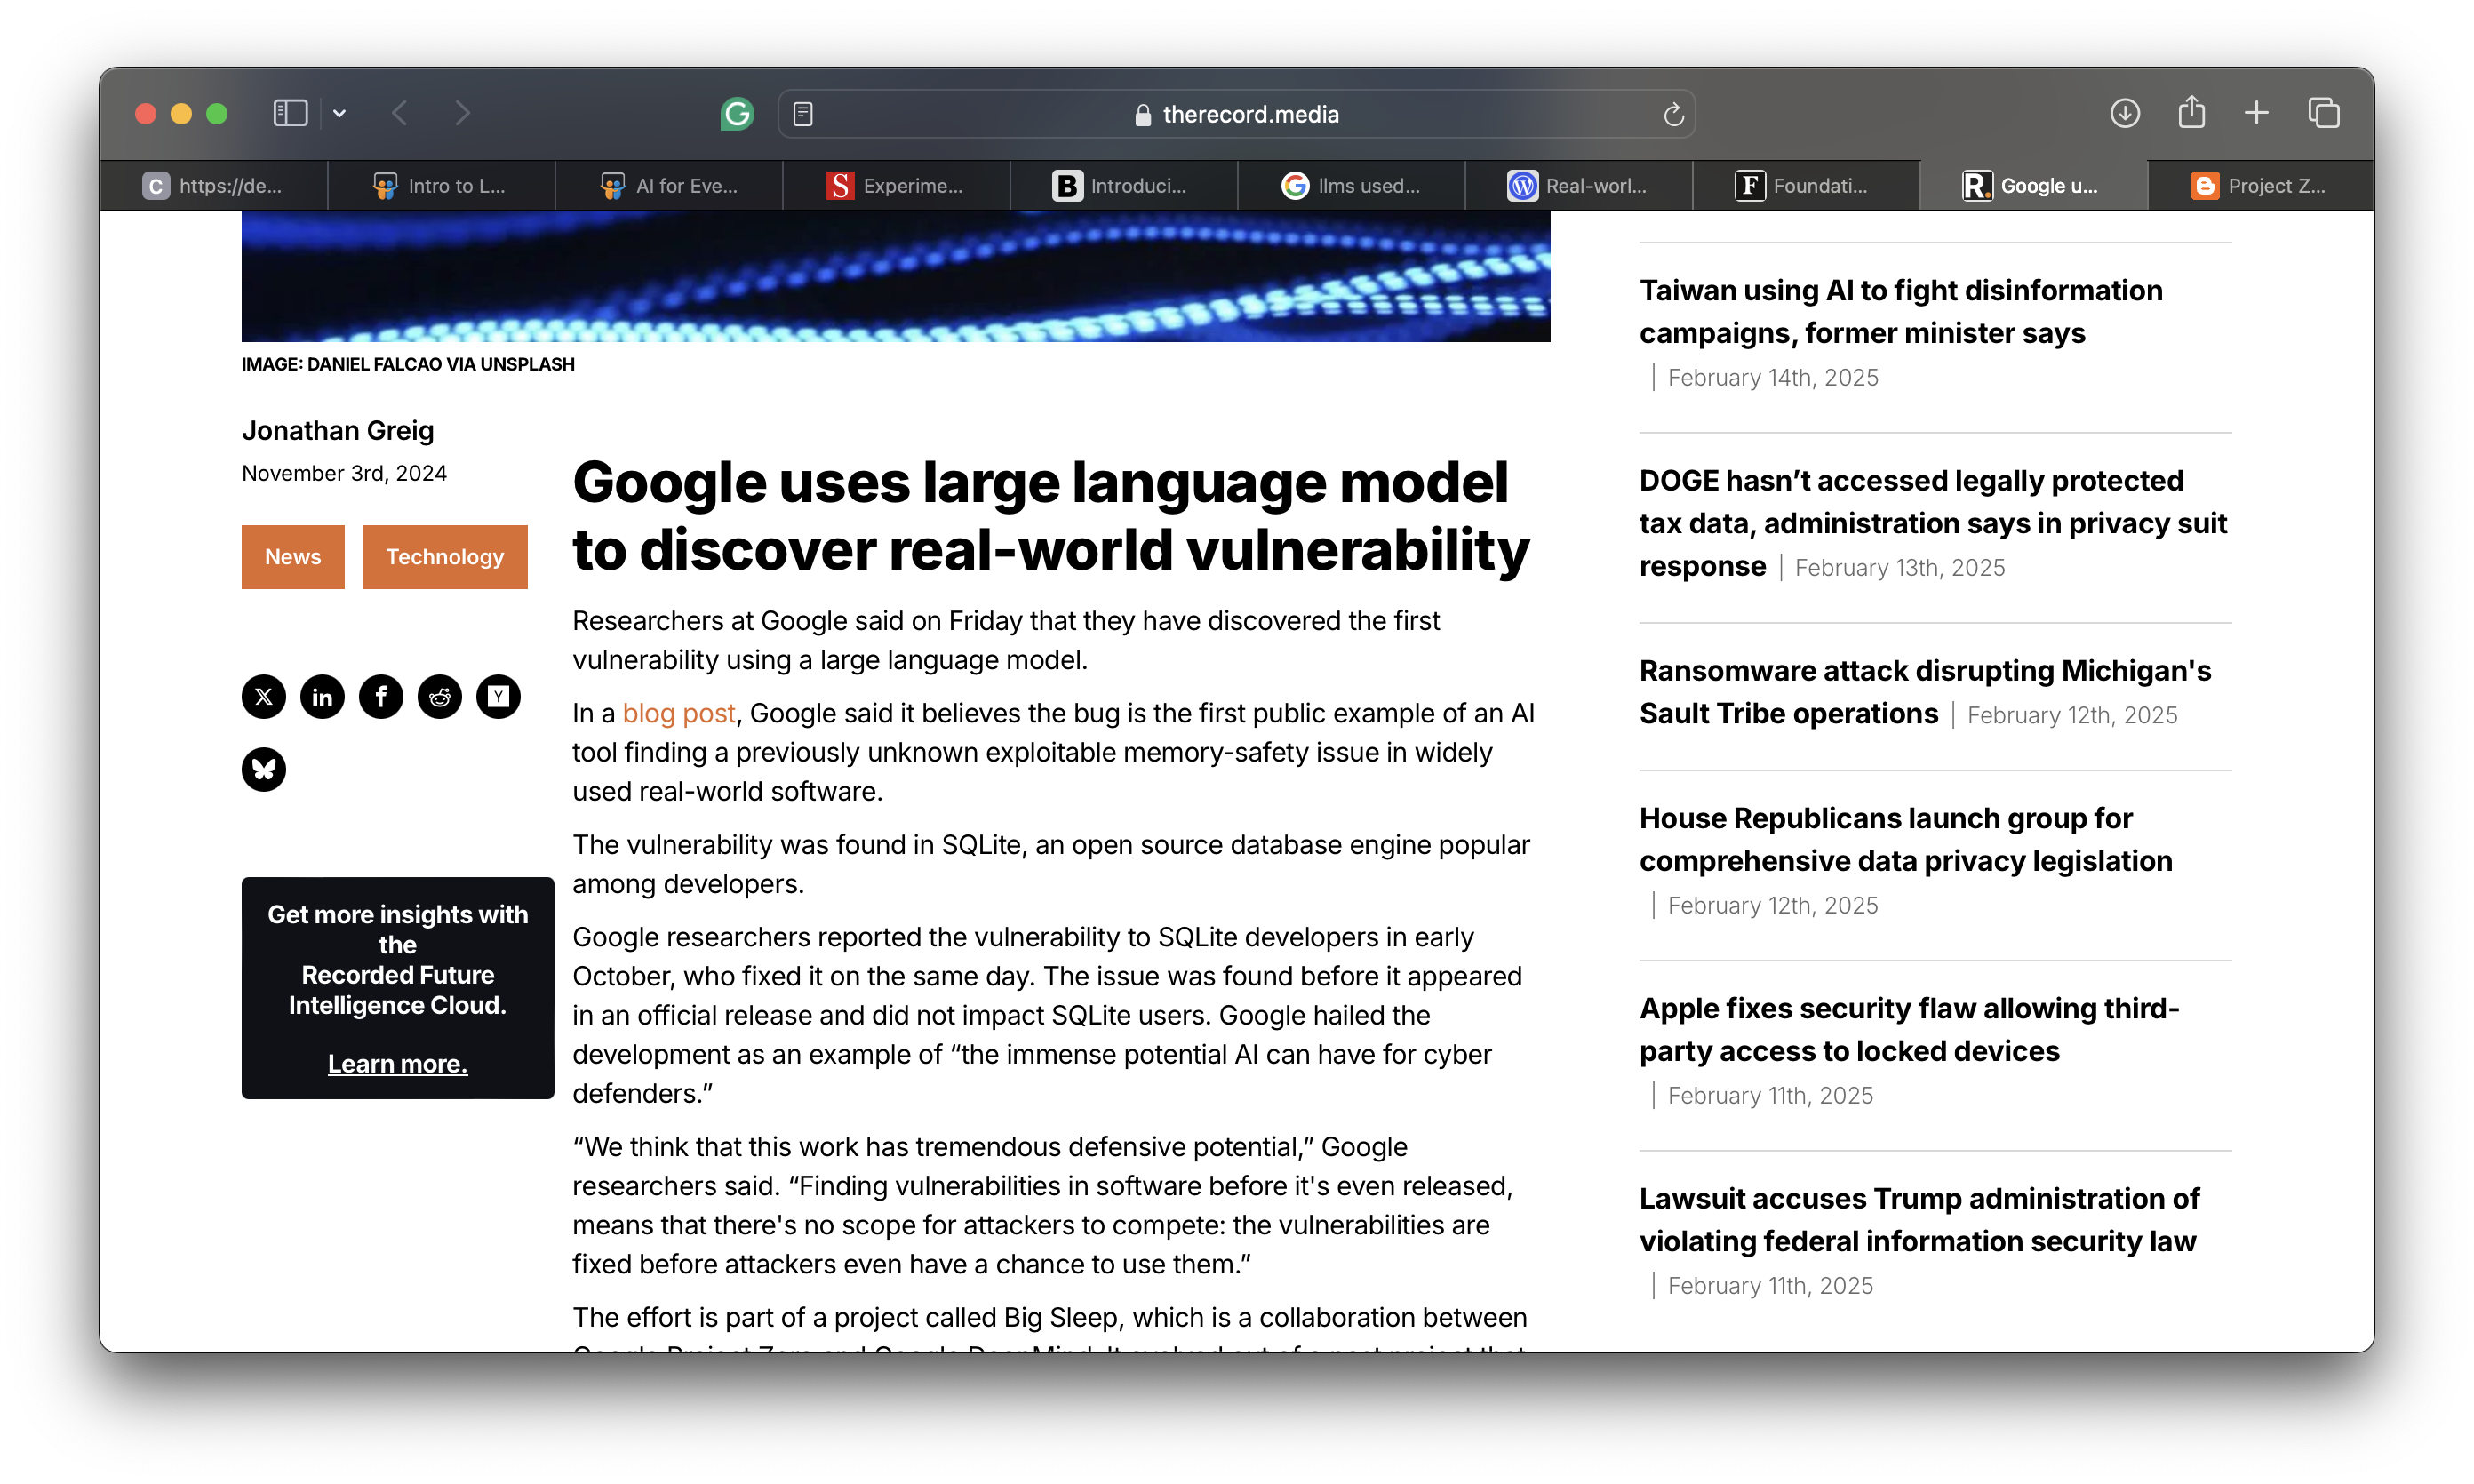 therecord.media
https://de...
Intro to L...
AI for Eve...
Experime...
Introduci...
llms used...
Real-worl...
Foundati...
Google u...
Project Z...
IMAGE: DANIEL FALCAO VIA UNSPLASH
Jonathan Greig
November 3rd, 2024
News
Technology
Get more insights with
the
Recorded Future
Intelligence Cloud.
Learn more.
Google uses large language model
to discover real-world vulnerability
Researchers at Google said on Friday that they have discovered the first
vulnerability using a large language model.
In a blog post, Google said it believes the bug is the first public example of an AI
tool finding a previously unknown exploitable memory-safety issue in widely
used real-world software.
The vulnerability was found in SQLite, an open source database engine popular
among developers.
Google researchers reported the vulnerability to SQLite developers in early
October, who fixed it on the same day. The issue was found before it appeared
in an official release and did not impact SQLite users. Google hailed the
development as an example of “the immense potential AI can have for cyber
defenders.”
“We think that this work has tremendous defensive potential,” Google
researchers said. “Finding vulnerabilities in software before it's even released,
means that there's no scope for attackers to compete: the vulnerabilities are
fixed before attackers even have a chance to use them.”
The effort is part of a project called Big Sleep, which is a collaboration between
Google Project Zero and Google DeepMind. It evolved out of a past project that
Taiwan using AI to fight disinformation
campaigns, former minister says
| February 14th, 2025
DOGE hasn’t accessed legally protected
tax data, administration says in privacy suit
response | February 13th, 2025
Ransomware attack disrupting Michigan's
Sault Tribe operations | February 12th, 2025
House Republicans launch group for
comprehensive data privacy legislation
| February 12th, 2025
Apple fixes security flaw allowing third-
party access to locked devices
| February 11th, 2025
Lawsuit accuses Trump administration of
violating federal information security law
| February 11th, 2025